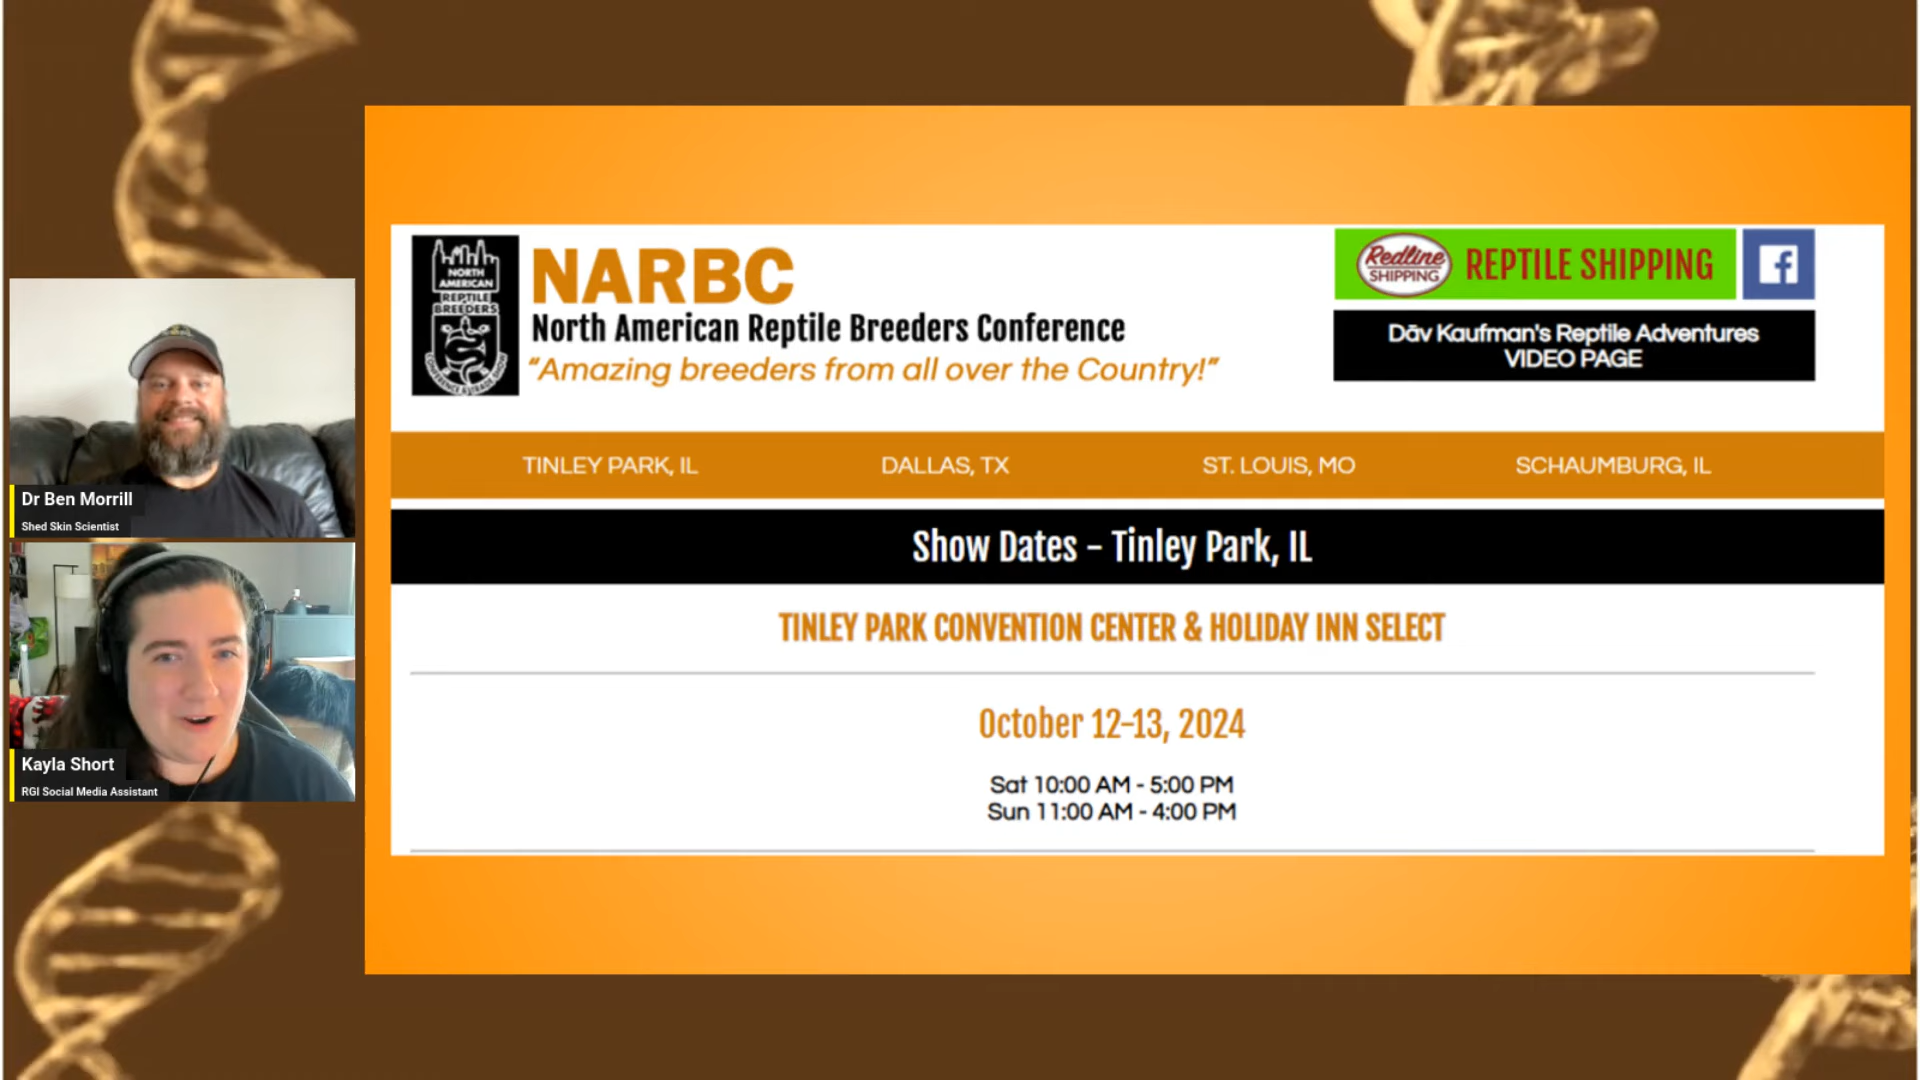 NORTH
AMERICAN
REPTILE
BREEDERS
CONFERENCE & TRADE SHOW
NARBC
North American Reptile Breeders Conference
"Amazing breeders from all over the Country!"
Redline
SHIPPING
REPTILE SHIPPING
f
Dāv Kaufman's Reptile Adventures
VIDEO PAGE
TINLEY PARK, IL
DALLAS, TX
ST. LOUIS, MO
SCHAUMBURG, IL
Show Dates - Tinley Park, IL
TINLEY PARK CONVENTION CENTER & HOLIDAY INN SELECT
October 12-13, 2024
Sat 10:00 AM - 5:00 PM
Sun 11:00 AM - 4:00 PM
Dr Ben Morrill
Shed Skin Scientist
Kayla Short
RGI Social Media Assistant